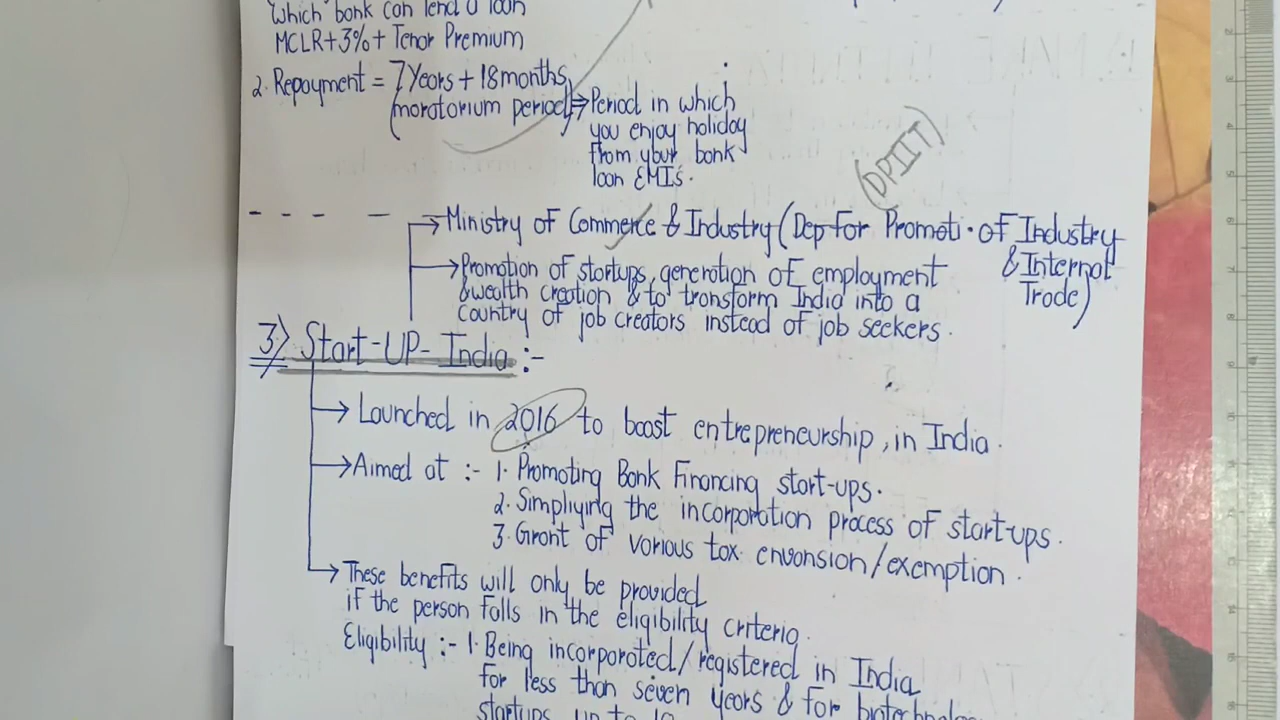 which bank can lend a loan
MCLR+3%+ Tenor Premium
2. Repayment = 7 Years + 18 months
(moratorium period) ⇒ Period in which
you enjoy holiday
from your bank
loan EMIs.
(DPIIT)
→ Ministry of Commerce & Industry (Dep for Promoti. of Industry
& Internal
Trade)
→ Promotion of startups, generation of employment
& wealth creation & to transform India into a
country of job creators instead of job seekers.
3) Start-UP-India :-
→ Launched in 2016 to boost entrepreneurship, in India.
→ Aimed at :- 1. Promoting Bank Financing start-ups.
2. Simpliying the incorporation process of start-ups.
3. Grant of various tax envonsion/exemption.
→ These benefits will only be provided
if the person falls in the eligibility criteria.
Eligibility :- 1. Being incorporated/registered in India
for less than seven years & for biotechnolo
startups up to 10